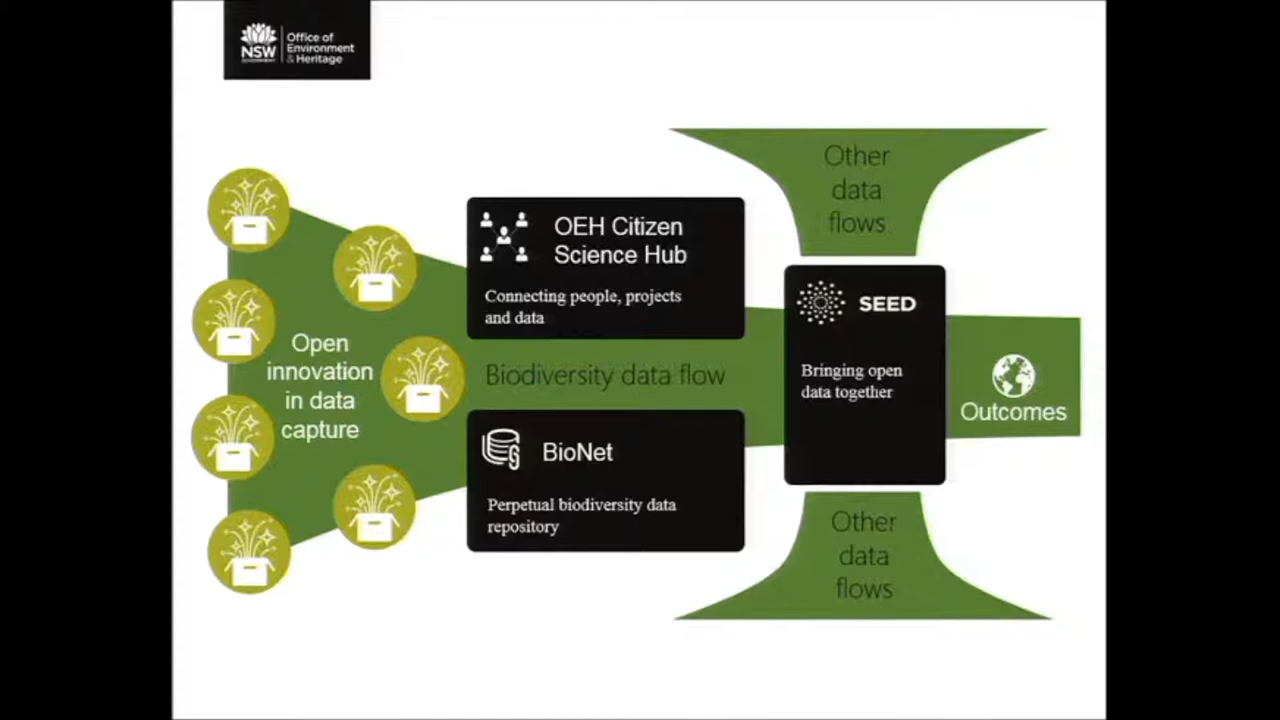 NSW
GOVERNMENT
Office of
Environment
& Heritage
Open
innovation
in data
capture
OEH Citizen
Science Hub
Connecting people, projects
and data
Biodiversity data flow
BioNet
Perpetual biodiversity data
repository
Other
data
flows
SEED
Bringing open
data together
Other
data
flows
Outcomes